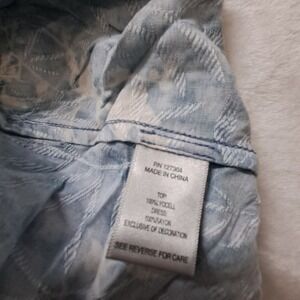 RN 127304
MADE IN CHINA
TOP
100%LYOCELL
DRESS
100%RAYON
EXCLUSIVE OF DECORATION
SEE REVERSE FOR CARE